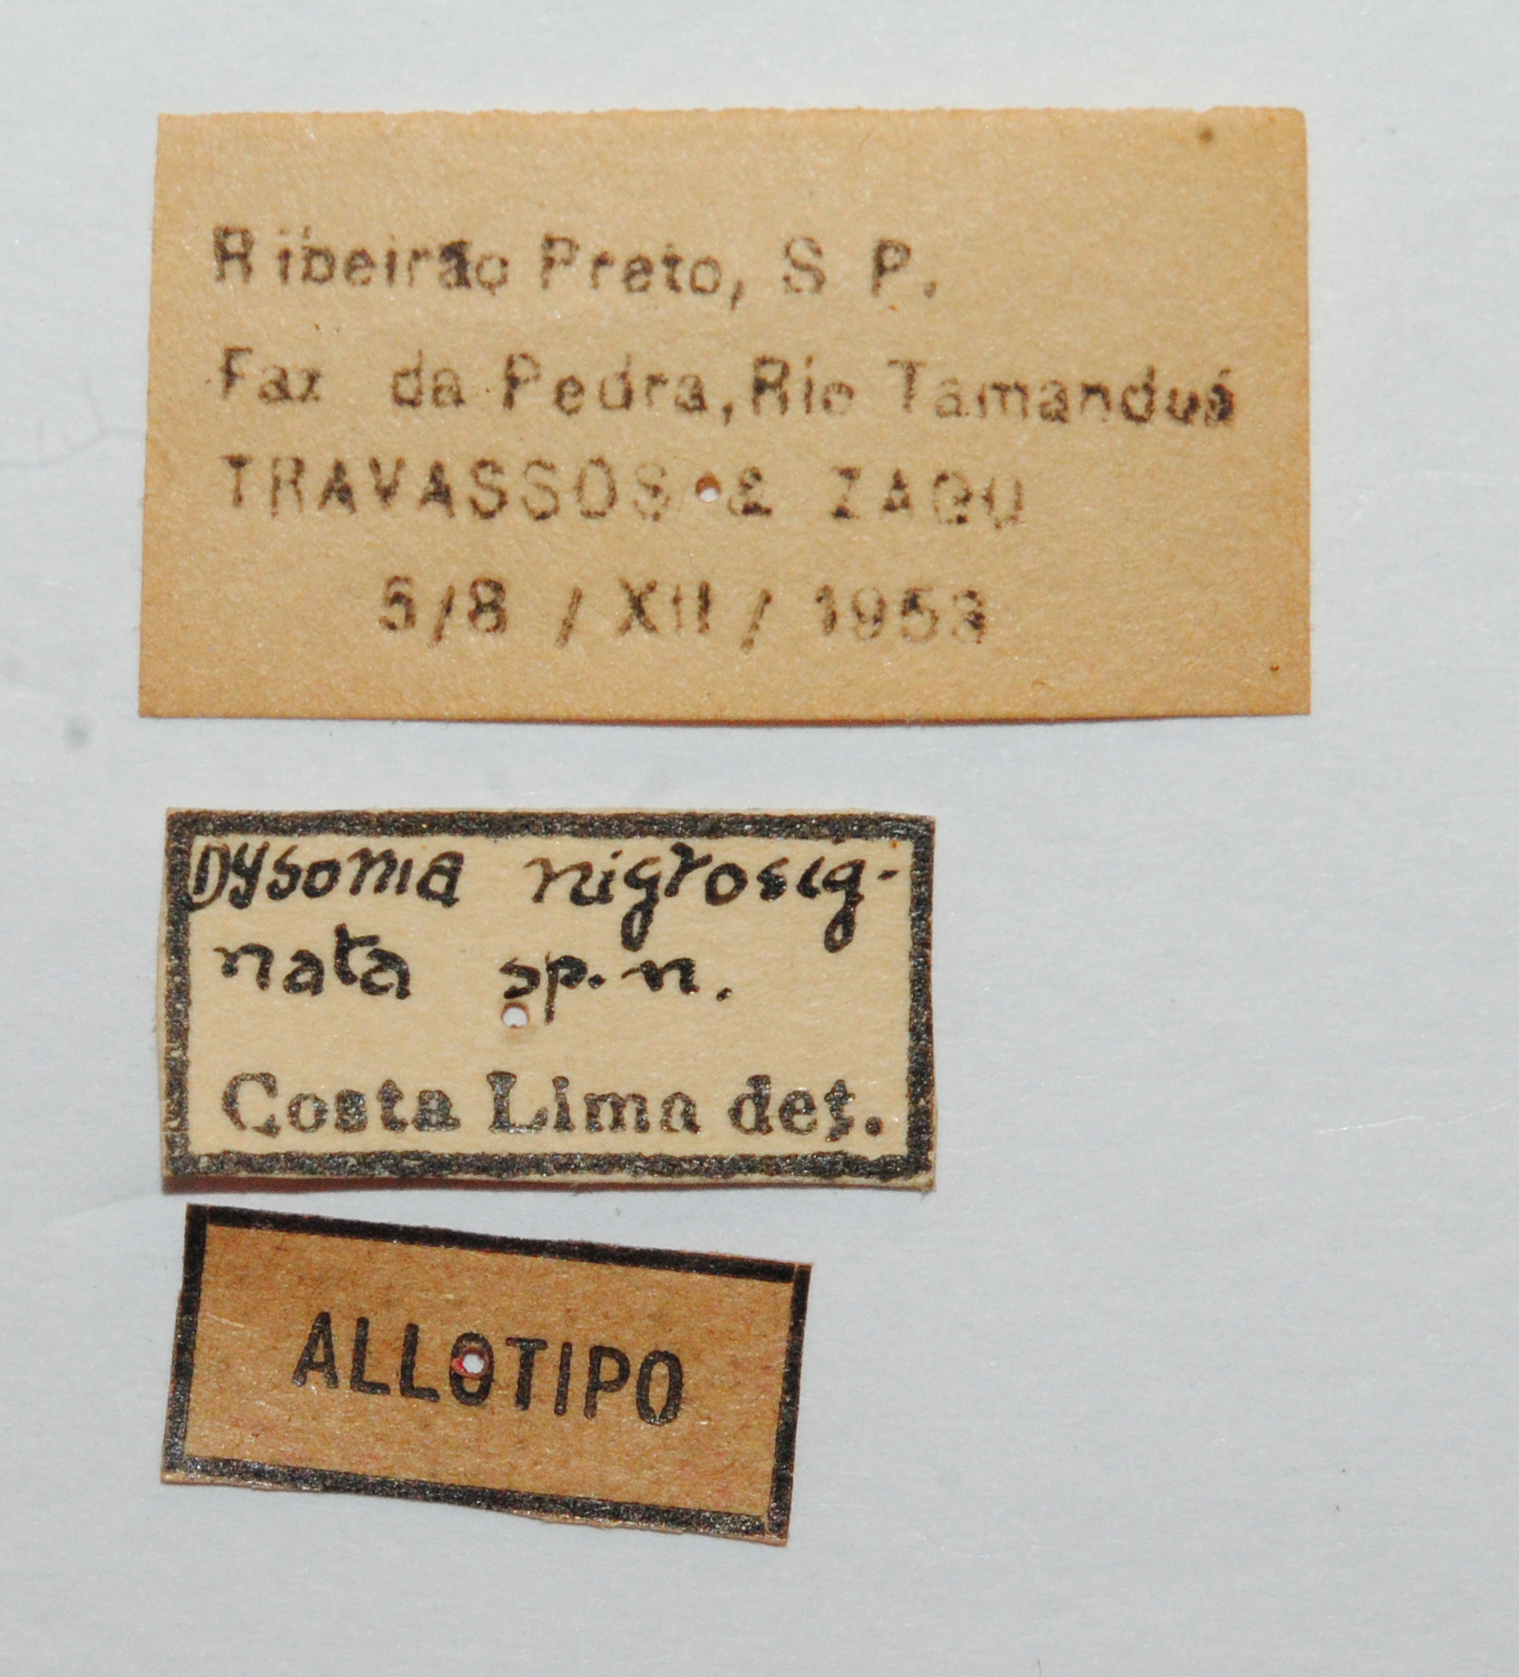 Ribeirão Preto, S P.
Faz da Pedra, Rio Tamanduá
TRAVASSOS & ZAGO
5/8 / XII / 1953
Dysonia nigrosig-
nata sp. n.
Costa Lima det.
ALLOTIPO